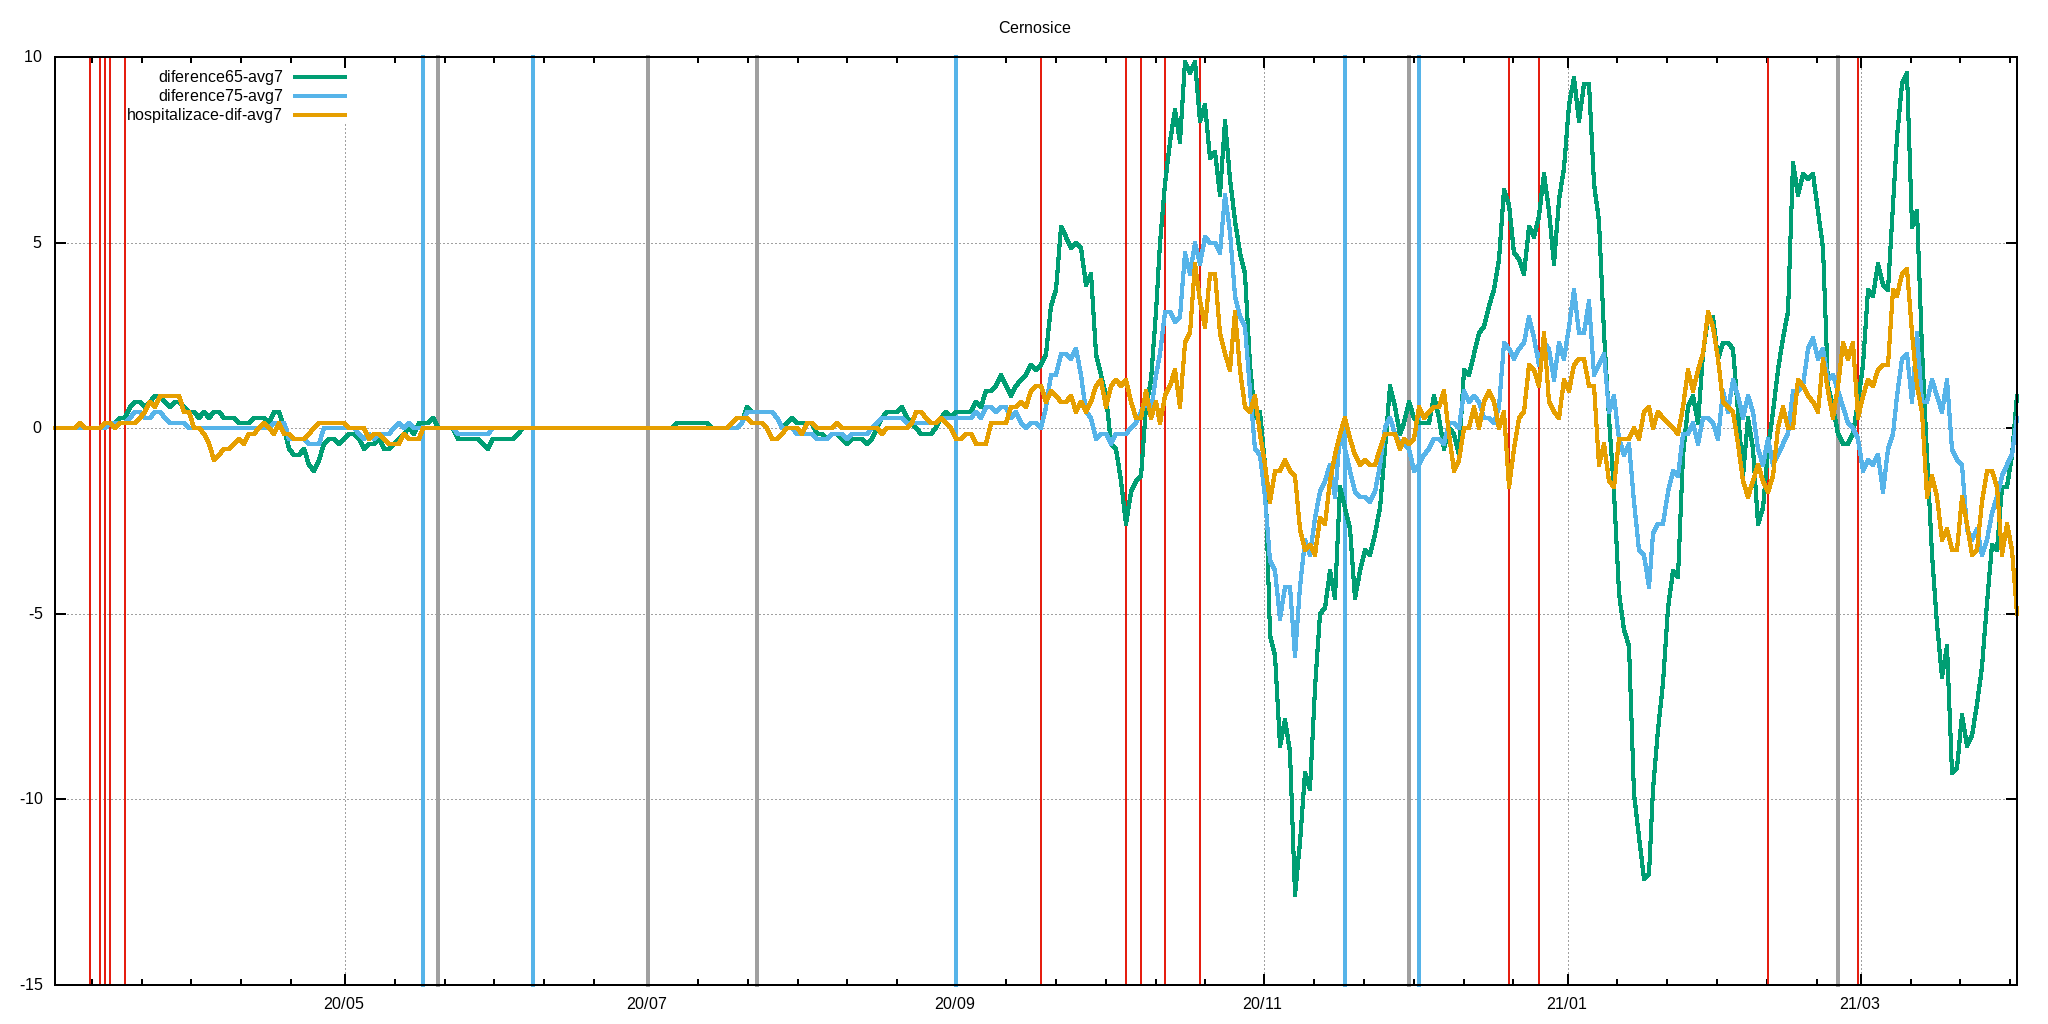 Cernosice
10
diference65-avg7
diference75-avg7
hospitalizace-dif-avg7
5
0
-5
-10
-15
20/05 20/07 20/09 20/11 21/01 21/03